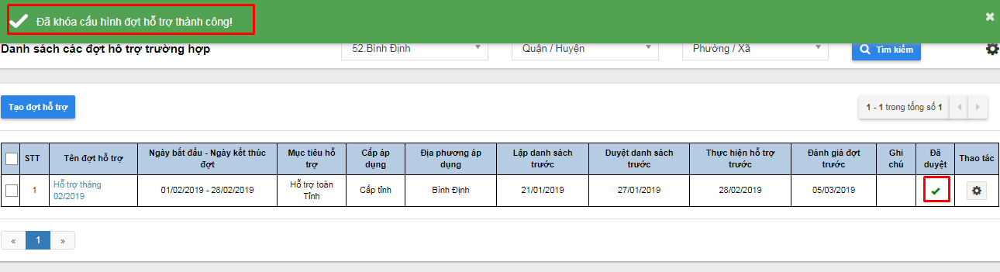 Đã khóa cấu hình đợt hỗ trợ thành công!
Danh sách các đợt hỗ trợ trường hợp
52.Bình Định
Quận / Huyện
Phường / Xã
Tìm kiếm
Tạo đợt hỗ trợ
1 - 1 trong tổng số 1
STT
Tên đợt hỗ trợ
Ngày bắt đầu - Ngày kết thúc
đợt
Mục tiêu hỗ
trợ
Cấp áp
dụng
Địa phương áp
dụng
Lập danh sách
trước
Duyệt danh sách
trước
Thực hiện hỗ trợ
trước
Đánh giá đợt
trước
Ghi
chú
Đã
duyệt
Thao tác
1
Hỗ trợ tháng
02/2019
01/02/2019 - 28/02/2019
Hỗ trợ toàn
Tỉnh
Cấp tỉnh
Bình Định
21/01/2019
27/01/2019
28/02/2019
05/03/2019
«
1
»